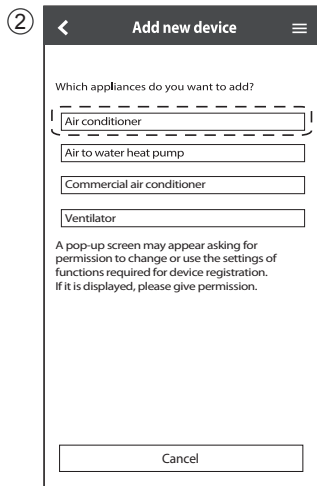 ②
Add new device
Which appliances do you want to add?
Air conditioner
Air to water heat pump
Commercial air conditioner
Ventilator
A pop-up screen may appear asking for
permission to change or use the settings of
functions required for device registration.
If it is displayed, please give permission.
Cancel